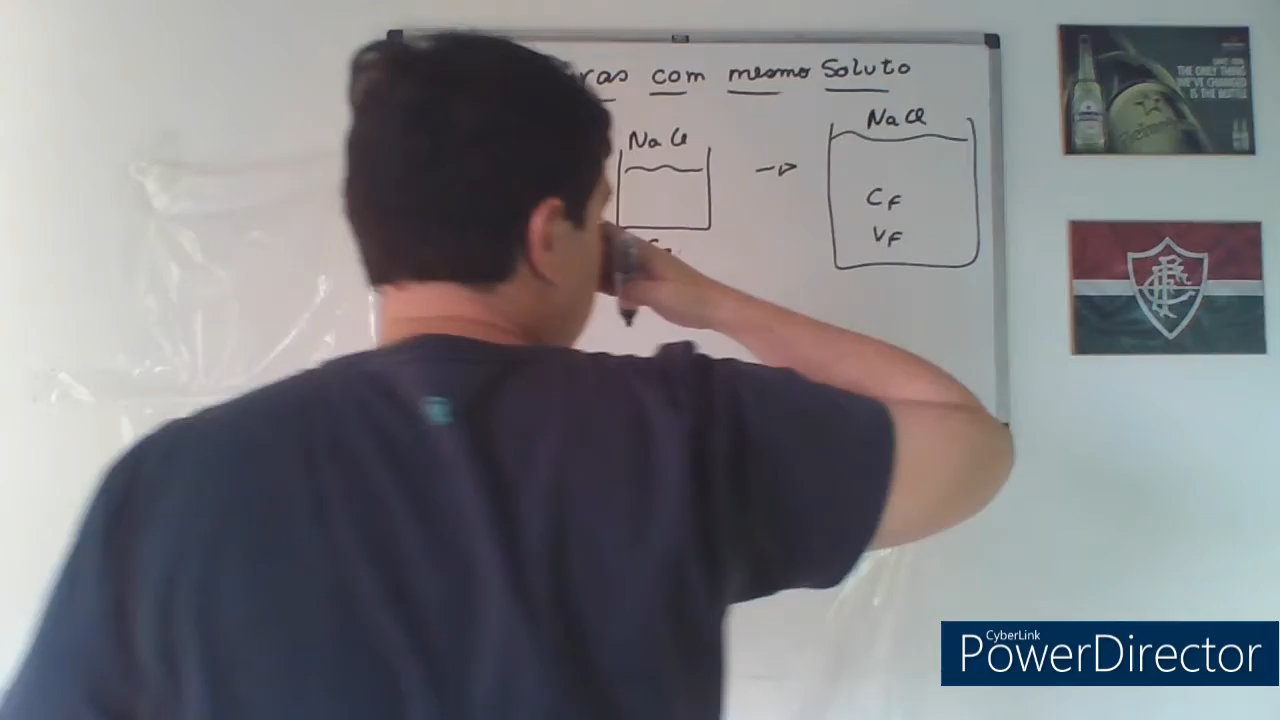 com mesmo Soluto
NaCl
NaCl
CF
VF
THE ONLY THING
WE'VE CHANGED
IS THE BOTTLE
CyberLink
PowerDirector